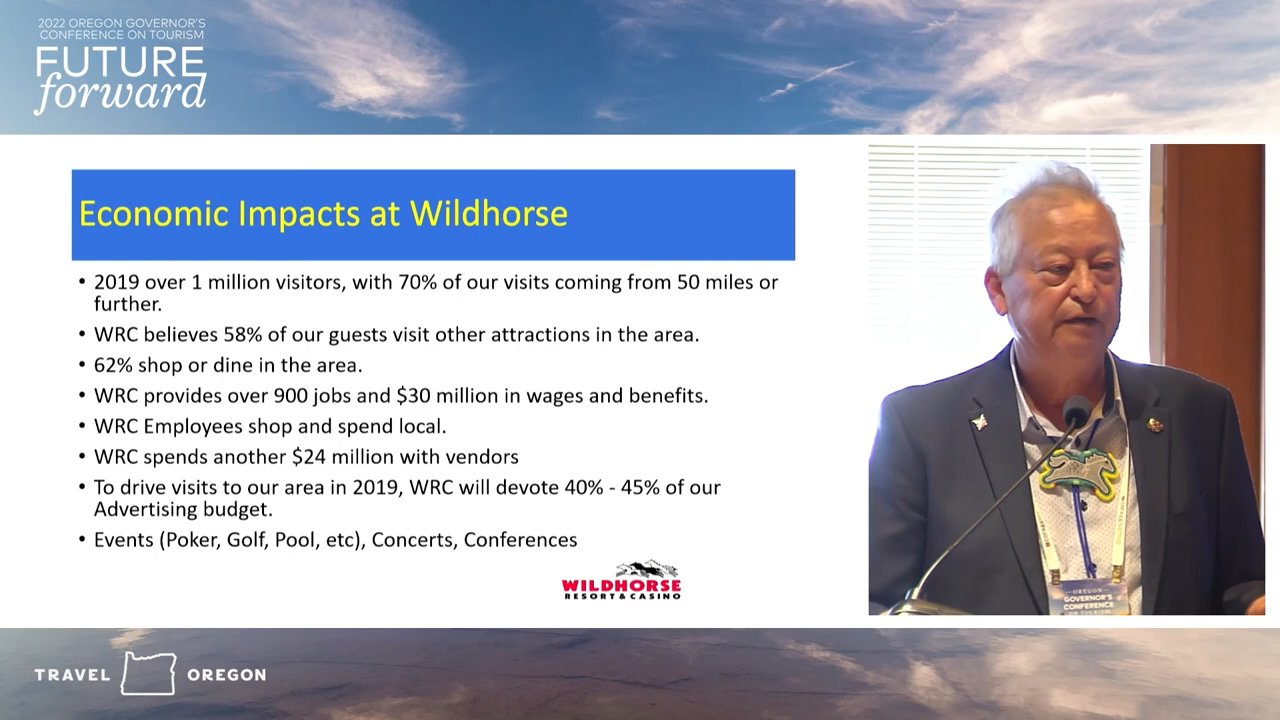 2022 OREGON GOVERNOR'S
CONFERENCE ON TOURISM
FUTURE
forward
Economic Impacts at Wildhorse
• 2019 over 1 million visitors, with 70% of our visits coming from 50 miles or
further.
• WRC believes 58% of our guests visit other attractions in the area.
• 62% shop or dine in the area.
• WRC provides over 900 jobs and $30 million in wages and benefits.
• WRC Employees shop and spend local.
• WRC spends another $24 million with vendors
• To drive visits to our area in 2019, WRC will devote 40% - 45% of our
Advertising budget.
• Events (Poker, Golf, Pool, etc), Concerts, Conferences
WILDHORSE
RESORT & CASINO
OREGON
GOVERNOR'S
CONFERENCE
ON TOURISM
TRAVEL OREGON